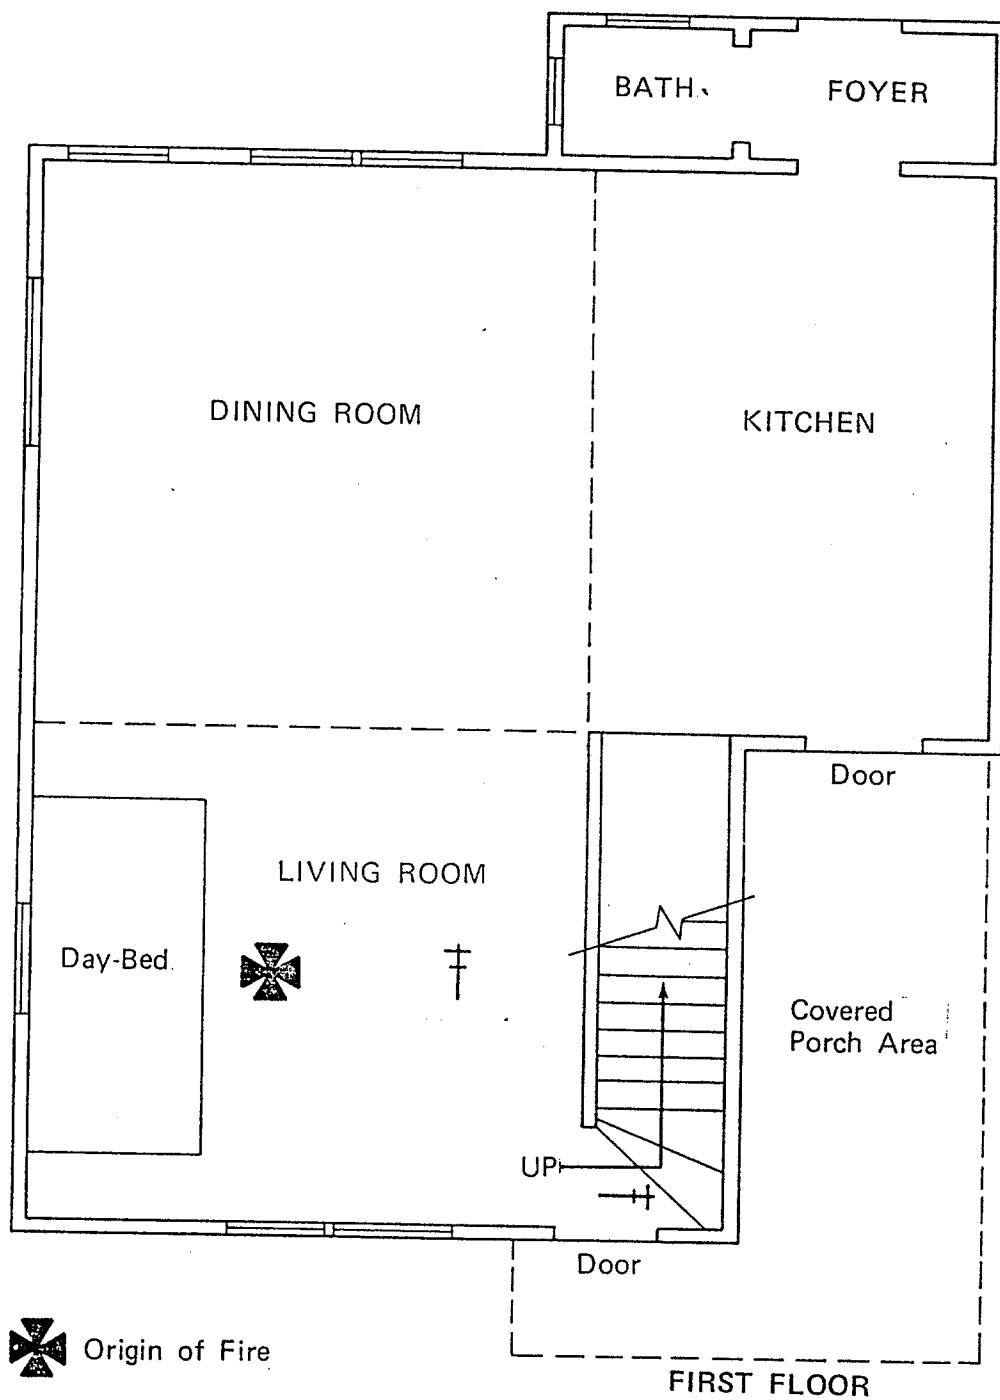 BATH
FOYER
DINING ROOM
KITCHEN
Door
LIVING ROOM
Day-Bed
Covered
Porch Area
UP
Door
Origin of Fire
FIRST FLOOR